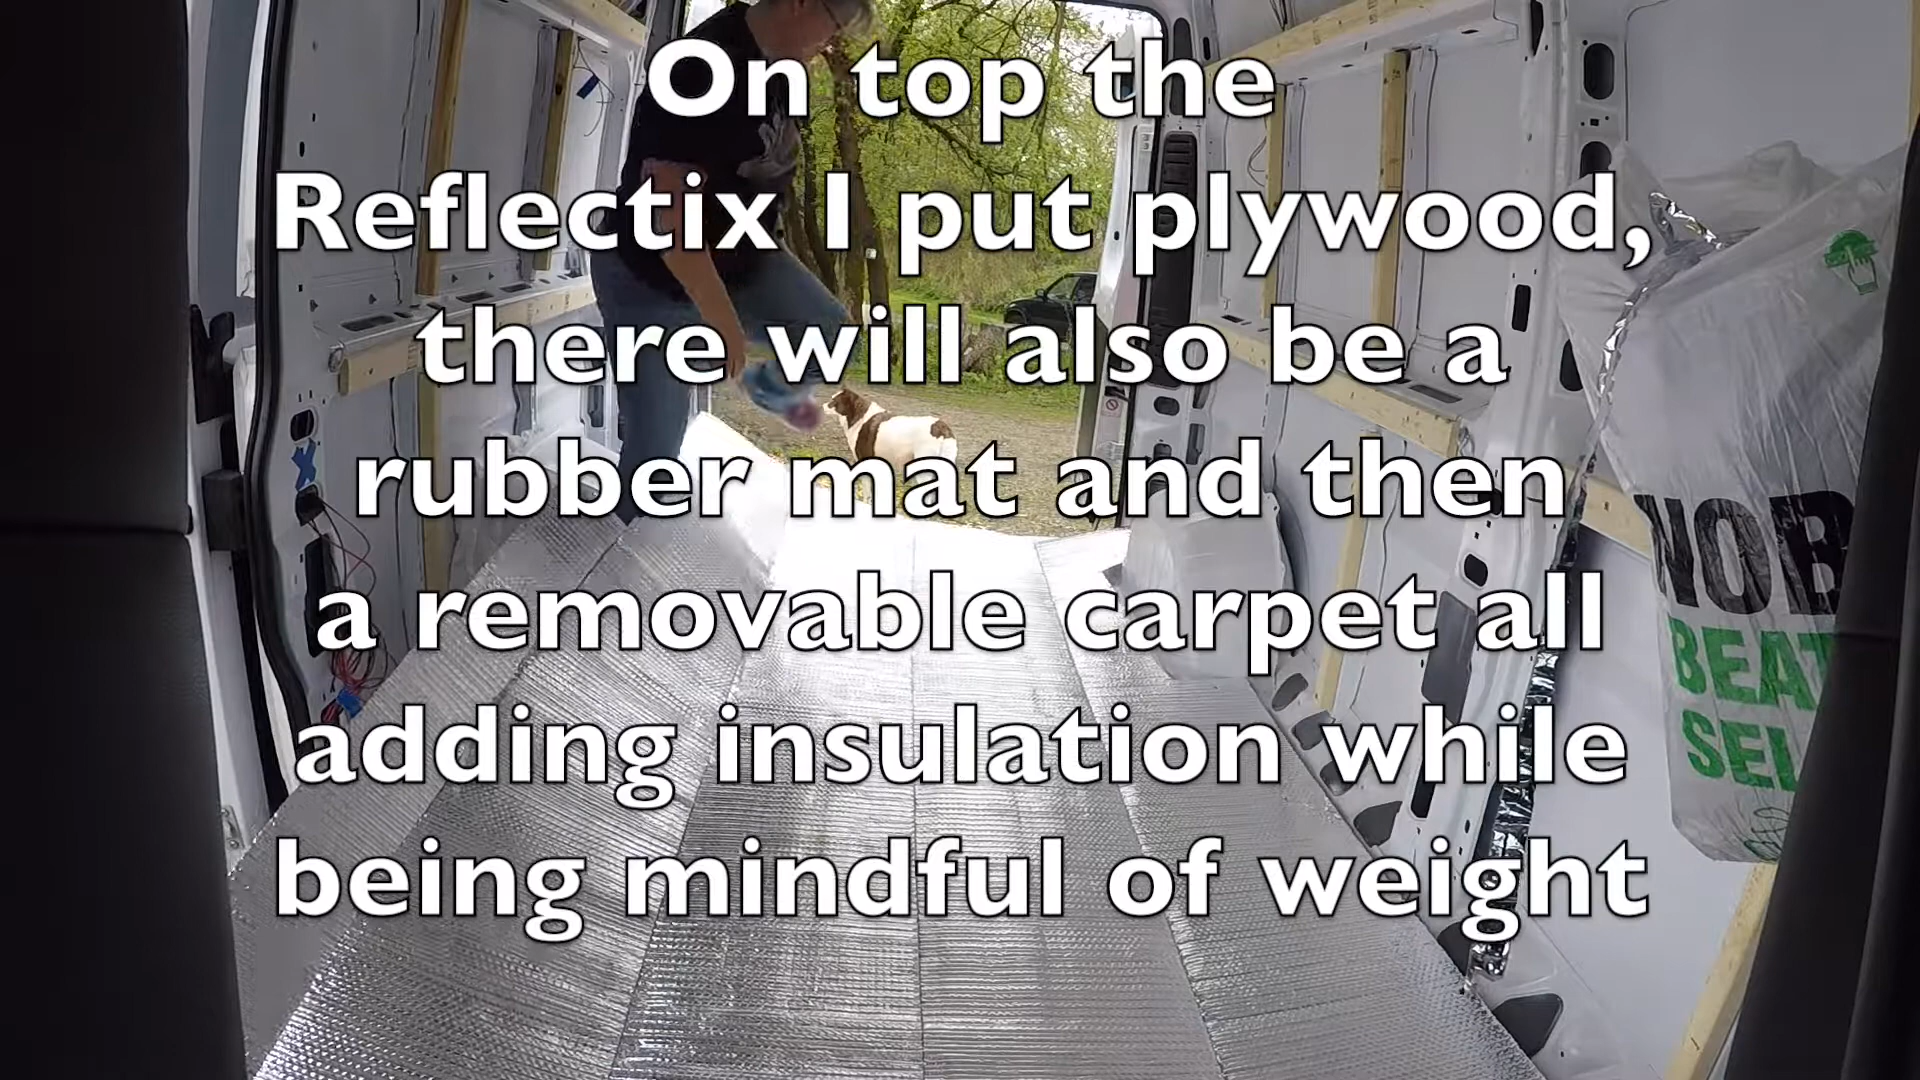 On top the
Reflectix I put plywood,
there will also be a
rubber mat and then
a removable carpet all
adding insulation while
being mindful of weight